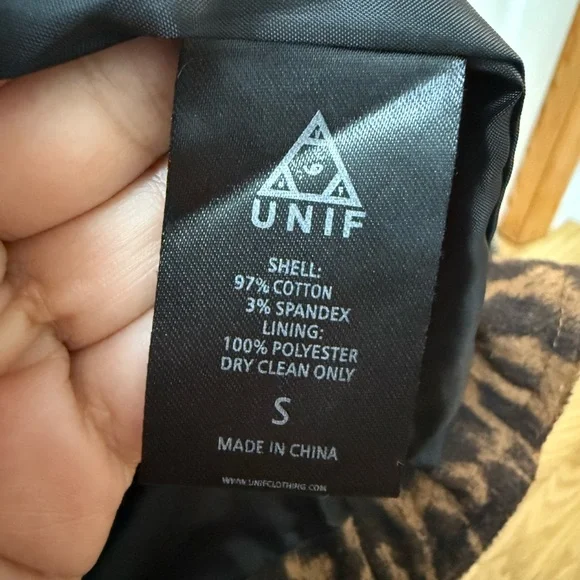 UNIF
SHELL:
97% COTTON
3% SPANDEX
LINING:
100% POLYESTER
DRY CLEAN ONLY
S
MADE IN CHINA
WWW.UNIFCLOTHING.COM